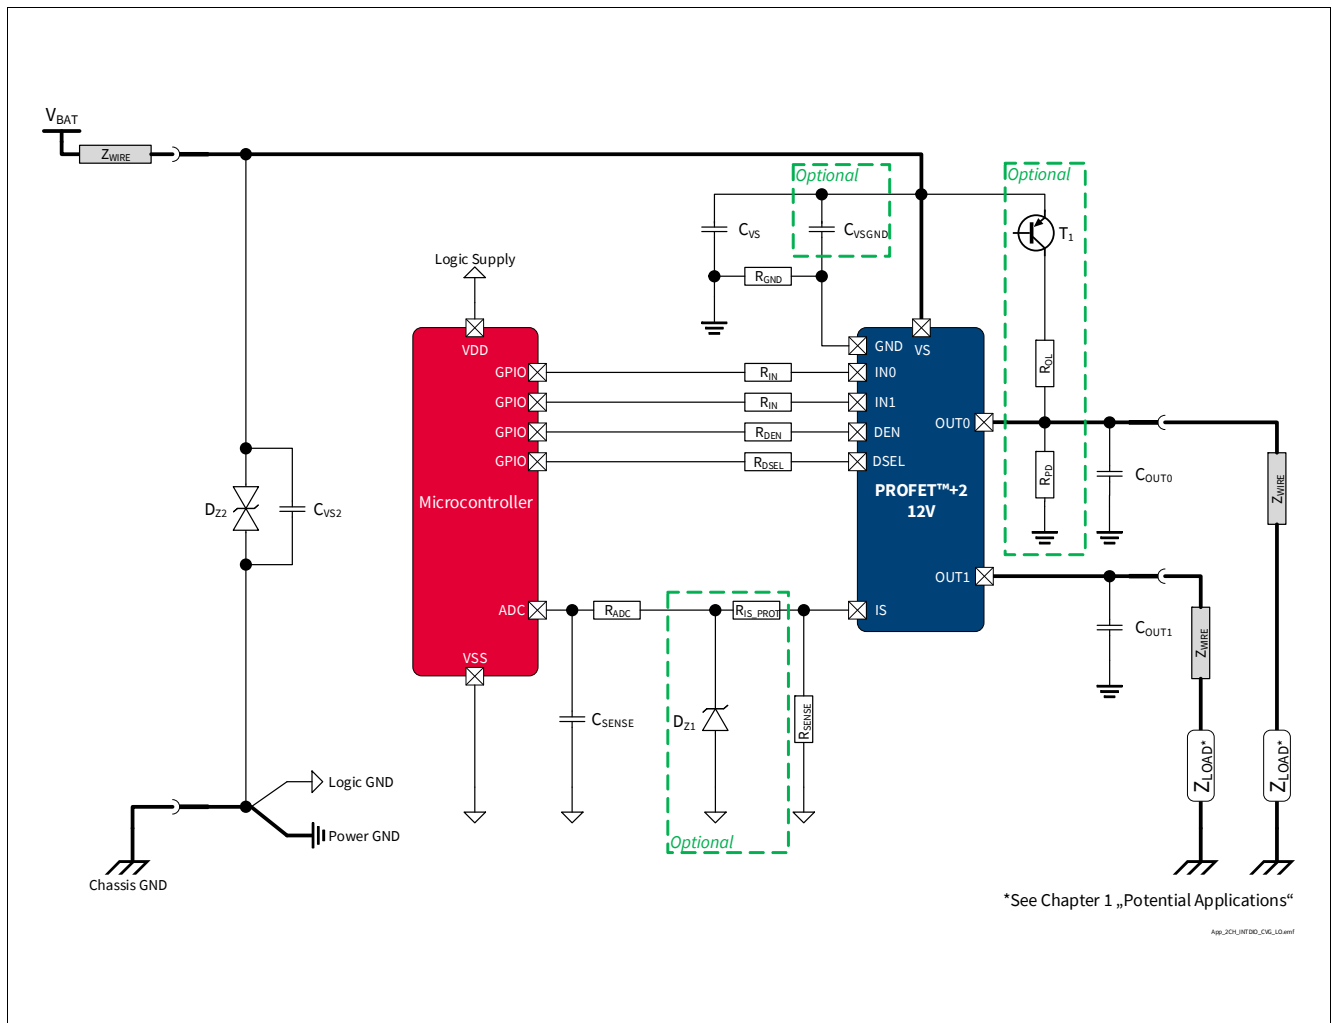 VBAT
ZWIRE
Optional
Optional
CVS
CVSGND
T1
Logic Supply
RGND
VDD
GND
VS
GPIO
RIN
IN0
ROL
GPIO
RIN
IN1
GPIO
RDEN
DEN
OUT0
GPIO
RDSEL
DSEL
RPD
COUT0
ZWIRE
Microcontroller
PROFET™+2
12V
DZ2
CVS2
OUT1
ADC
RADC
RIS_PROT
IS
COUT1
ZWIRE
VSS
CSENSE
DZ1
RSENSE
ZLOAD*
ZLOAD*
Logic GND
Power GND
Optional
Chassis GND
*See Chapter 1 „Potential Applications“
App_2CH_INTDIO_CVG_LO.emf